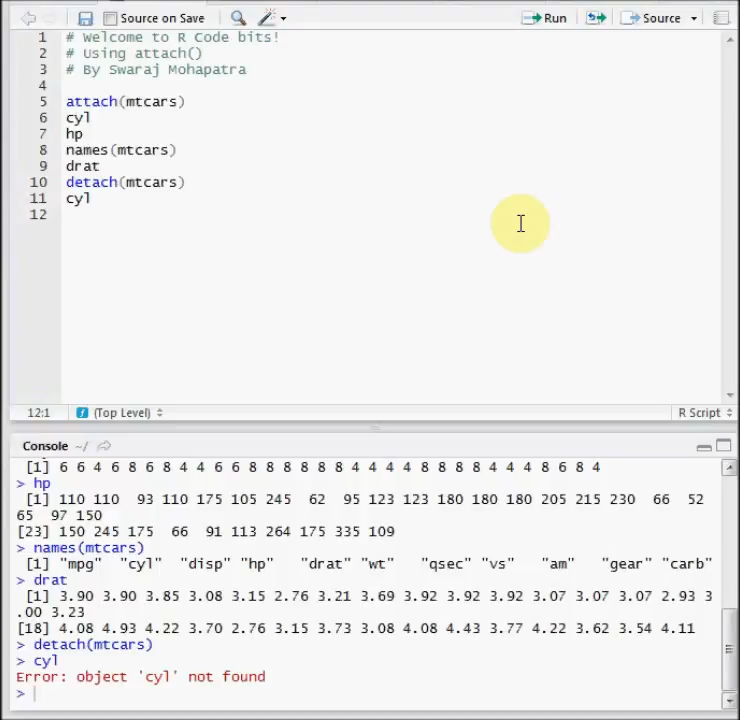 Source on Save Run Source
1 # Welcome to R Code bits!
2 # Using attach()
3 # By Swaraj Mohapatra
4
5 attach(mtcars)
6 cyl
7 hp
8 names(mtcars)
9 drat
10 detach(mtcars)
11 cyl
12
12:1 (Top Level) R Script
Console ~/
[1] 6 6 4 6 8 6 8 4 4 6 6 8 8 8 8 8 8 4 4 4 4 8 8 8 8 4 4 4 8 6 8 4
> hp
[1] 110 110 93 110 175 105 245 62 95 123 123 180 180 180 205 215 230 66 52
65 97 150
[23] 150 245 175 66 91 113 264 175 335 109
> names(mtcars)
[1] "mpg" "cyl" "disp" "hp" "drat" "wt" "qsec" "vs" "am" "gear" "carb"
> drat
[1] 3.90 3.90 3.85 3.08 3.15 2.76 3.21 3.69 3.92 3.92 3.92 3.07 3.07 3.07 2.93 3
.00 3.23
[18] 4.08 4.93 4.22 3.70 2.76 3.15 3.73 3.08 4.08 4.43 3.77 4.22 3.62 3.54 4.11
> detach(mtcars)
> cyl
Error: object 'cyl' not found
>